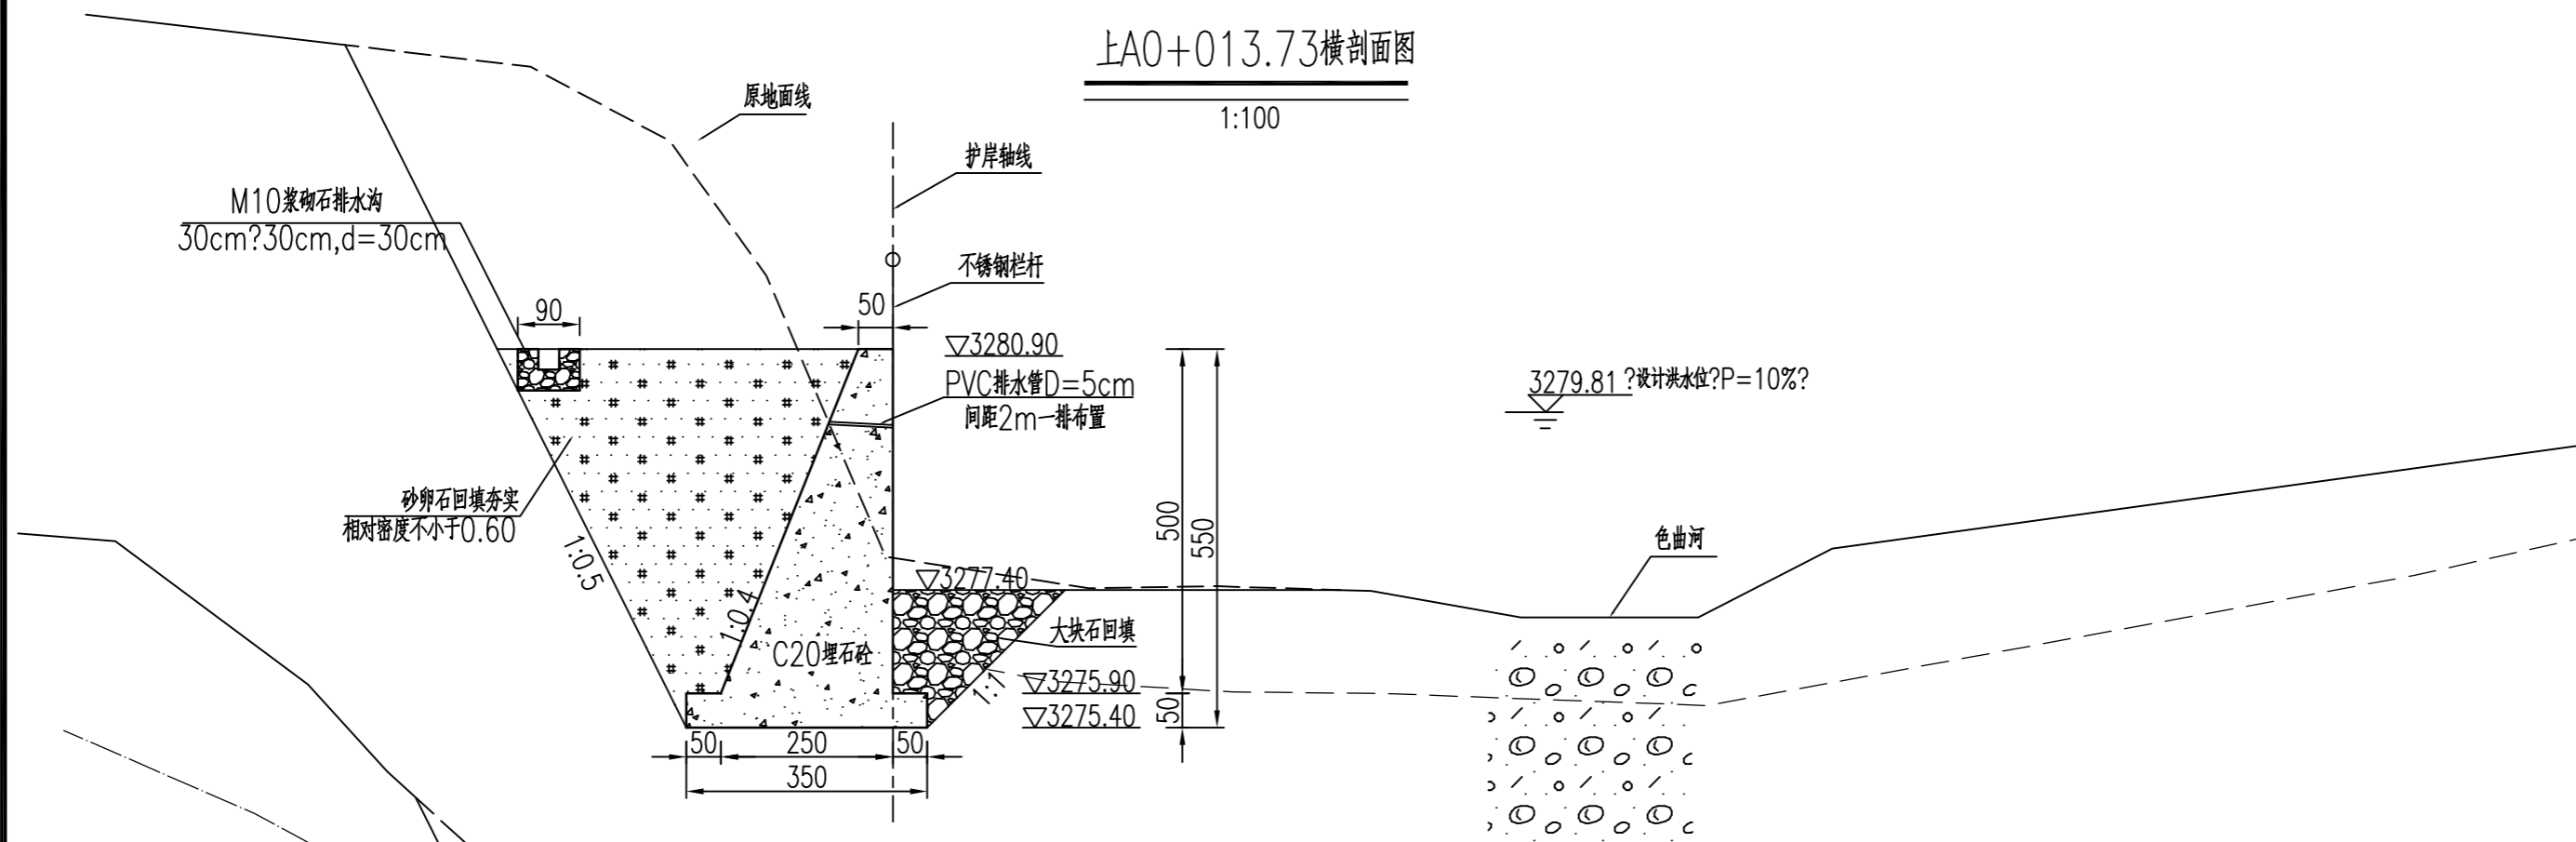 上A0+013.73横剖面图
1:100
原地面线
护岸轴线
M10浆砌石排水沟
30cm?30cm,d=30cm
不锈钢栏杆
90
50
▽3280.90
PVC排水管D=5cm
间距2m一排布置
3279.81?设计洪水位?P=10%?
砂卵石回填夯实
相对密度不小于0.60
1:0.5
1:0.4
500
550
色曲河
▽3277.40
大块石回填
C20埋石砼
1:1
▽3275.90
▽3275.40
50
50
250
50
350